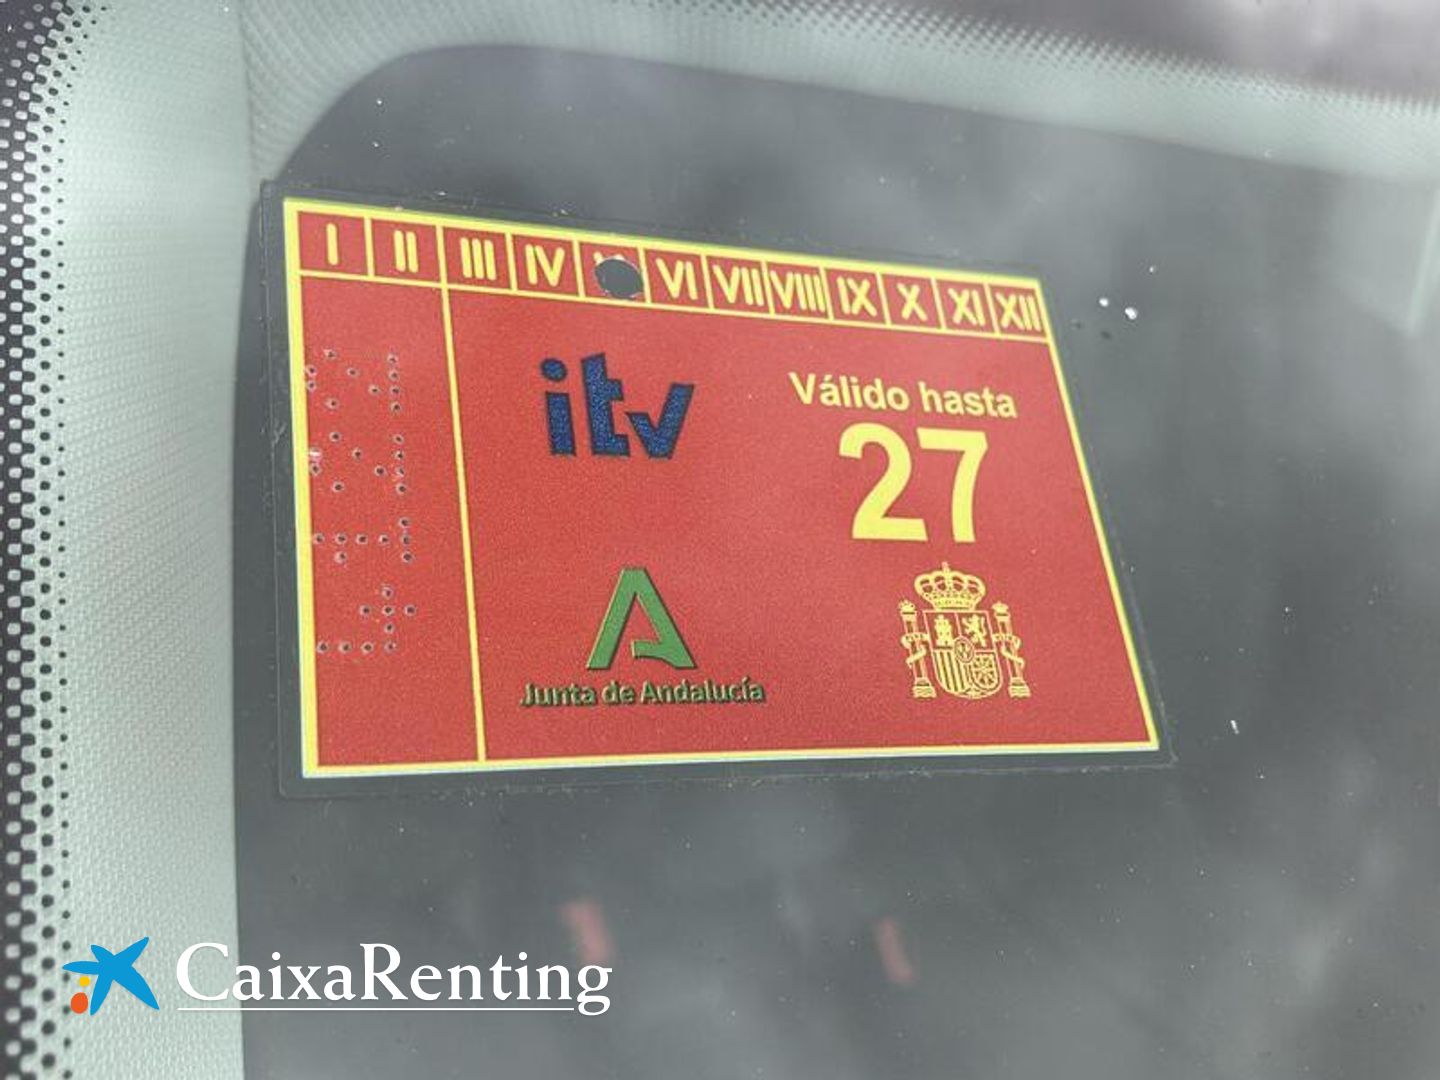 I II III IV VI VII VIII IX X XI XII
itv
Válido hasta
27
Junta de Andalucía
CaixaRenting